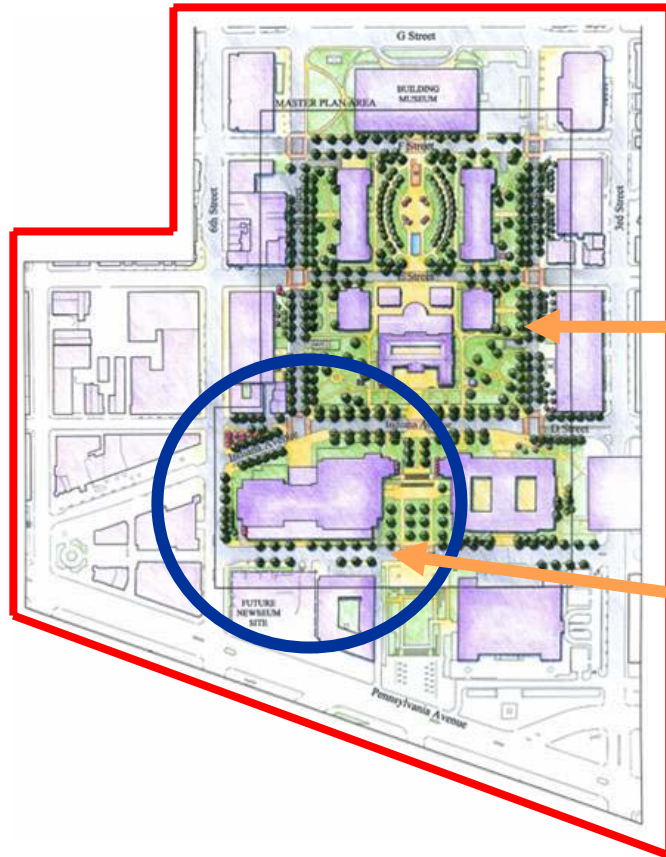 G Street
BUILDING
MUSEUM
MASTER PLAN AREA
F Street
6th Street
3rd Street
E Street
Indiana Avenue
D Street
FUTURE
NEWSEUM
SITE
Pennsylvania Avenue